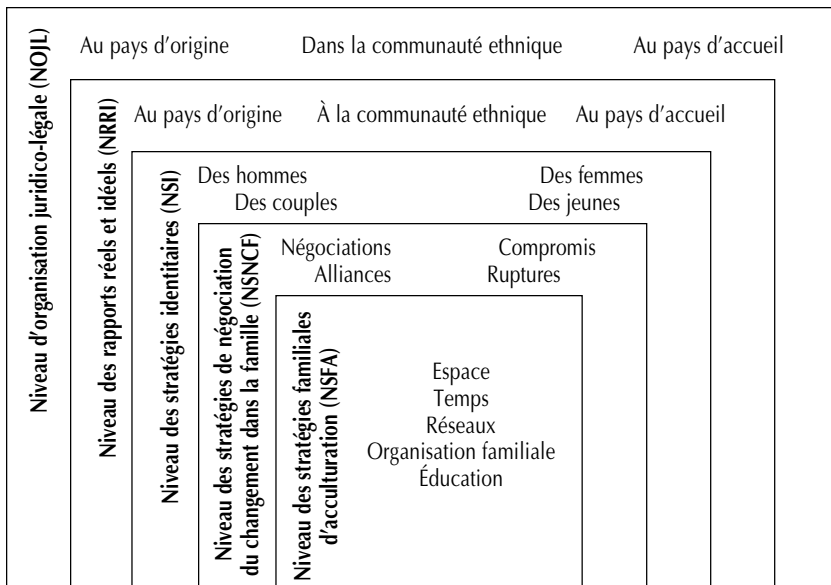 Niveau d'organisation juridico-légale (NOJL)
Au pays d'origine Dans la communauté ethnique Au pays d'accueil
Niveau des rapports réels et idéels (NRRI)
Au pays d'origine À la communauté ethnique Au pays d'accueil
Niveau des stratégies identitaires (NSI)
Des hommes Des femmes
Des couples Des jeunes
Niveau des stratégies de négociation
du changement dans la famille (NSNCF)
Négociations Compromis
Alliances Ruptures
Niveau des stratégies familiales
d'acculturation (NSFA)
Espace
Temps
Réseaux
Organisation familiale
Éducation